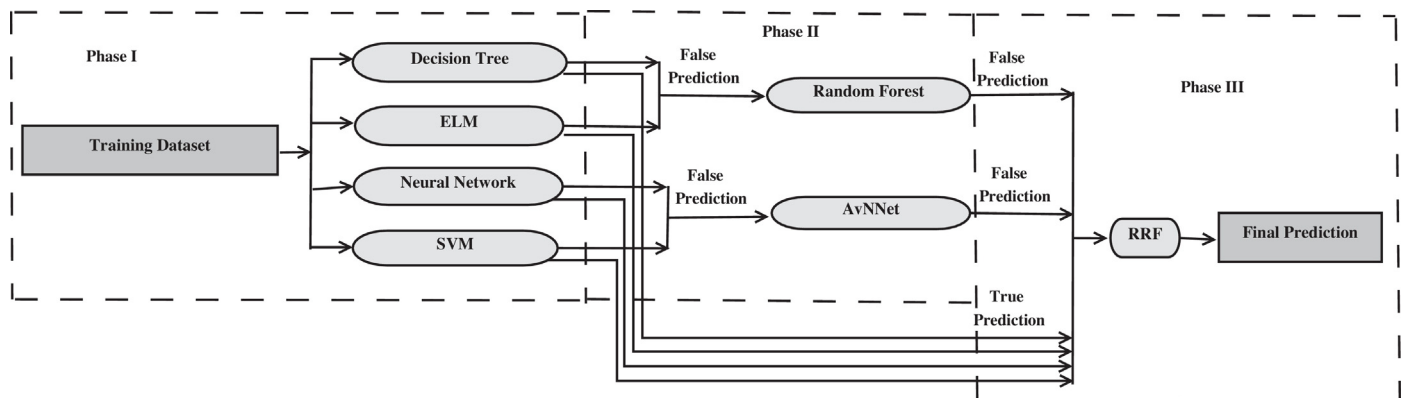 Phase I
Training Dataset
Decision Tree
ELM
Neural Network
SVM
Phase II
False
Prediction
Random Forest
False
Prediction
AvNNet
False
Prediction
False
Prediction
True
Prediction
Phase III
RRF
Final Prediction